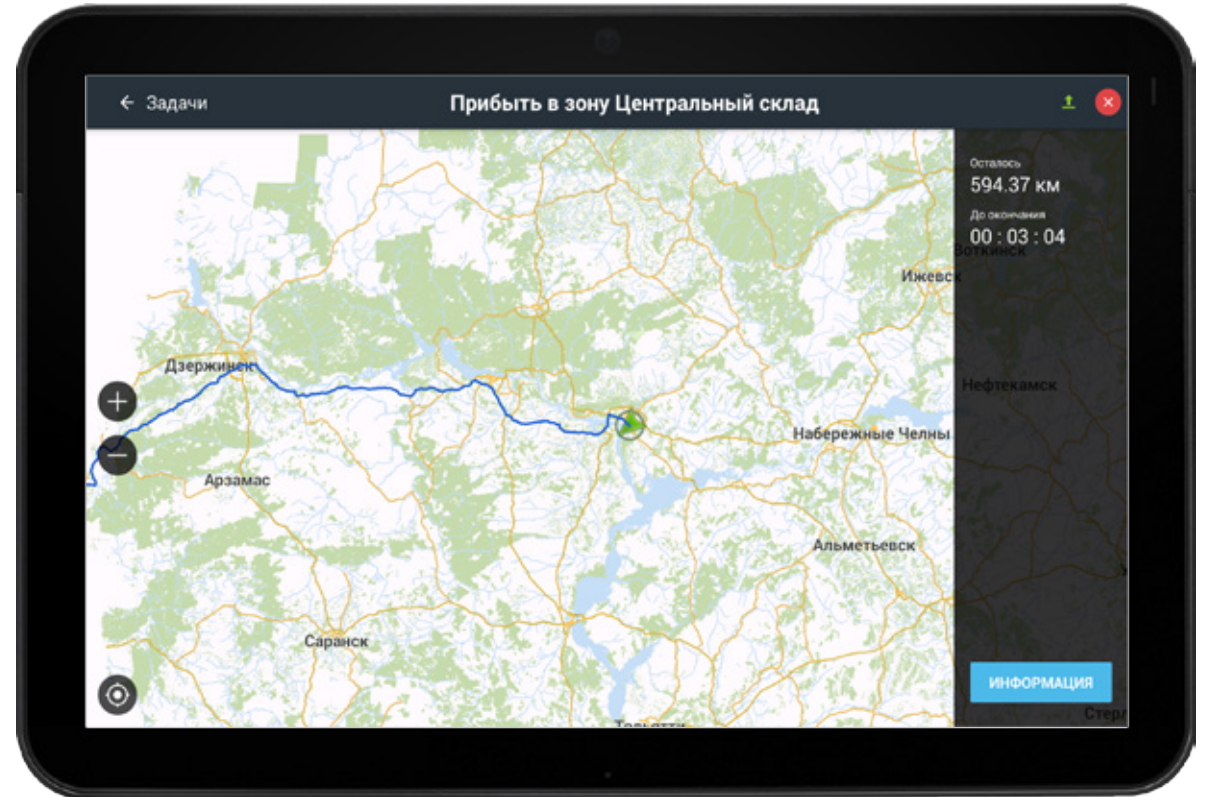 Задачи
Прибыть в зону Центральный склад
Осталось
594.37 км
До окончания
00 : 03 : 04
Воткинск
Ижевск
Дзержинск
Нефтекамск
Набережные Челны
Арзамас
Альметьевск
Саранск
ИНФОРМАЦИЯ
Тольятти